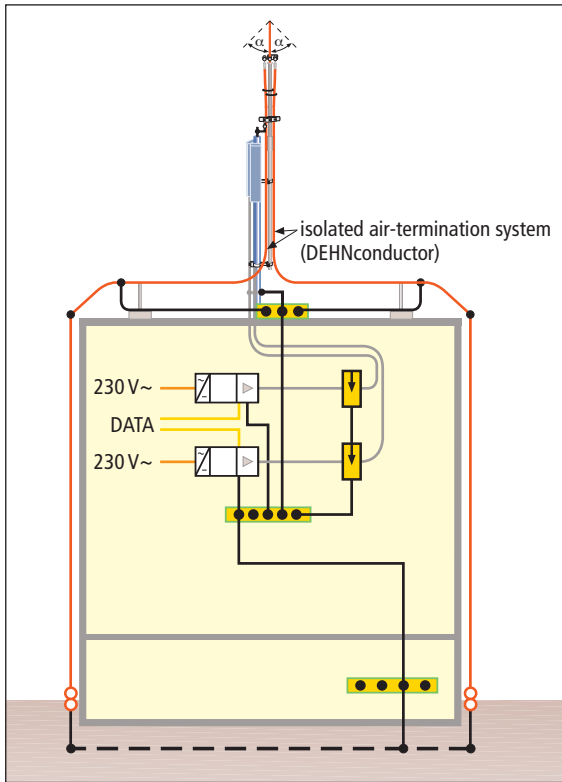 α α
isolated air-termination system
(DEHNconductor)
230 V~
DATA
230 V~